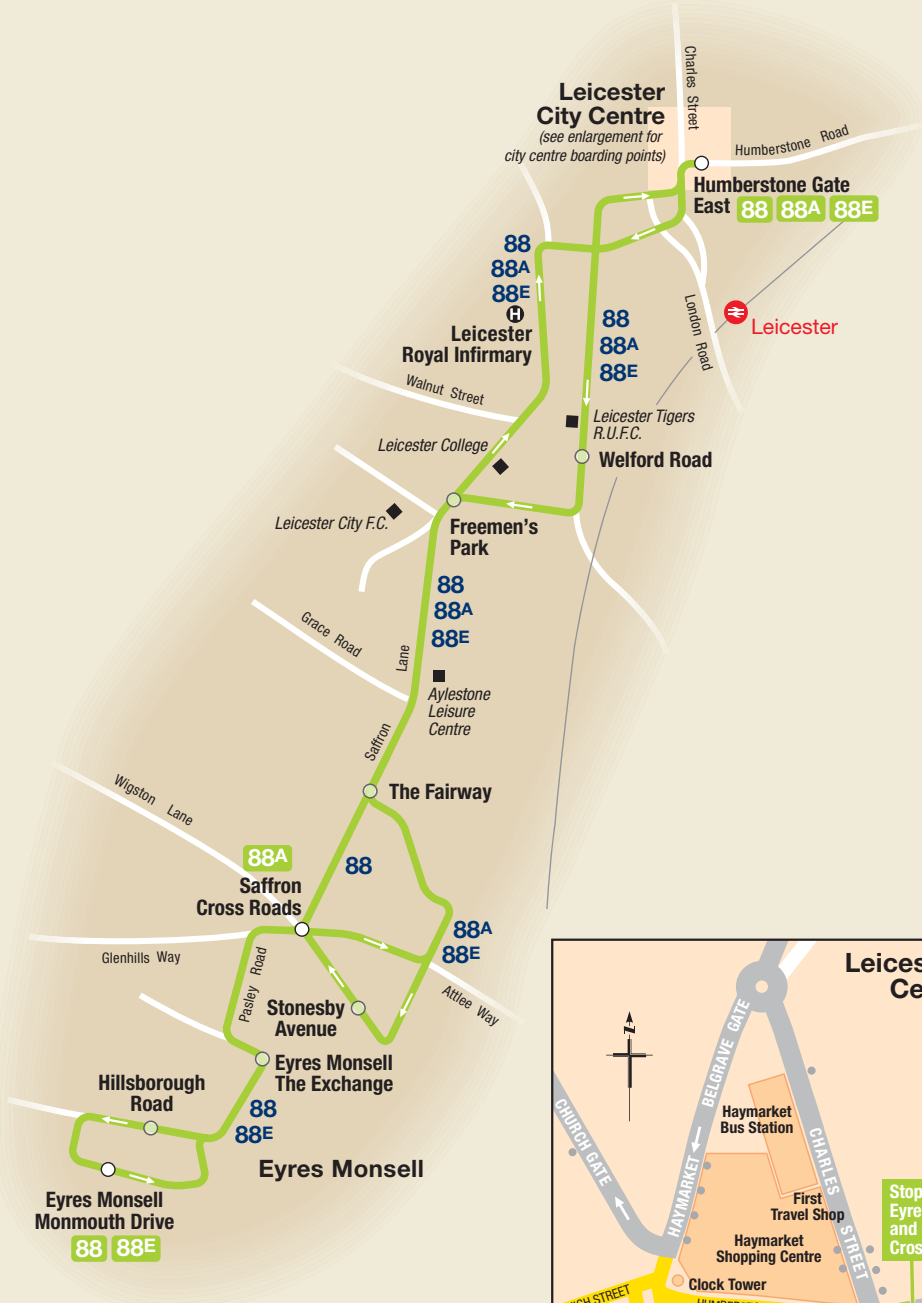 Charles Street
Leicester
City Centre
(see enlargement for
city centre boarding points)
Humberstone Road
Humberstone Gate
East 88 88A 88E
88
88A
88E
H
Leicester
Royal Infirmary
88
88A
88E
London Road
Leicester
Walnut Street
Leicester Tigers
R.U.F.C.
Leicester College
Welford Road
Leicester City F.C.
Freemen's
Park
88
88A
88E
Grace Road
Saffron Lane
Aylestone
Leisure
Centre
The Fairway
Wigston Lane
88A
88
Saffron
Cross Roads
88A
88E
Glenhills Way
Pasley Road
Attlee Way
Stonesby
Avenue
Eyres Monsell
The Exchange
Hillsborough
Road
88
88E
Eyres Monsell
Eyres Monsell
Monmouth Drive
88 88E
Leices
Ce
N
BELGRAVE GATE
CHURCH GATE
Haymarket
Bus Station
HAYMARKET
CHARLES STREET
First
Travel Shop
Stop
Eyre
and
Cros
Haymarket
Shopping Centre
Clock Tower
GH STREET